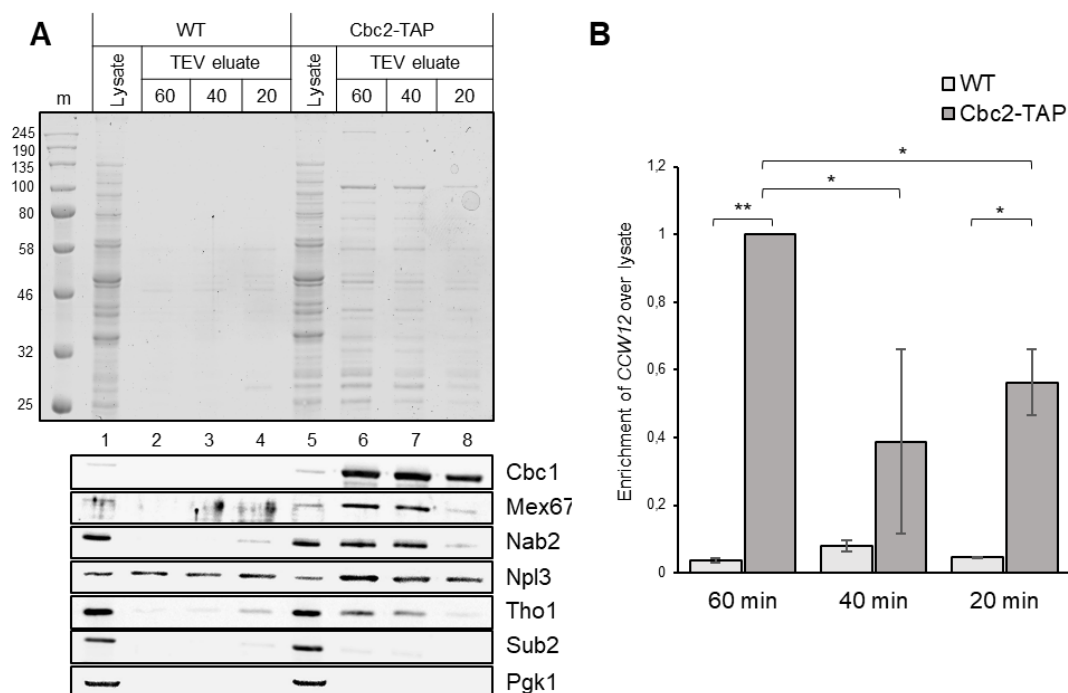 A
WT Cbc2-TAP
Lysate TEV eluate Lysate TEV eluate
m 60 40 20 60 40 20
245
190
135
100
80
58
46
32
25
1 2 3 4 5 6 7 8
Cbc1
Mex67
Nab2
Npl3
Tho1
Sub2
Pgk1
B
WT
Cbc2-TAP
Enrichment of CCW12 over lysate
1,2
1
0,8
0,6
0,4
0,2
0
*
*
**
*
60 min 40 min 20 min